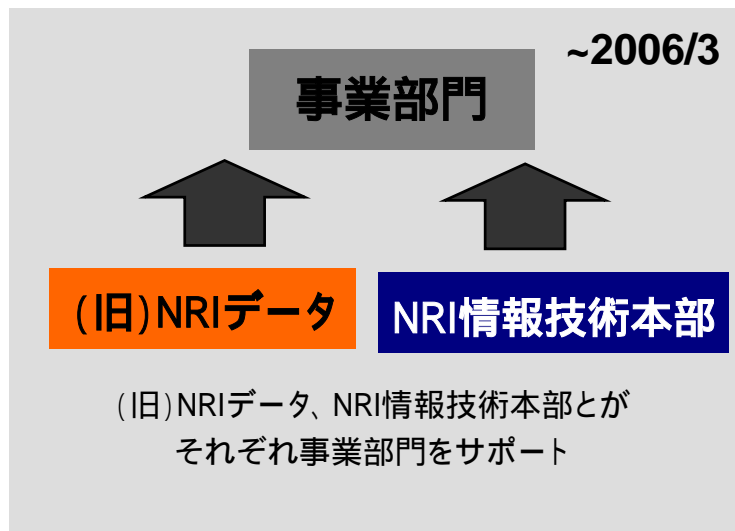 ~2006/3
事業部門
(旧)NRIデータ
NRI情報技術本部
(旧)NRIデータ、NRI情報技術本部とが
それぞれ事業部門をサポート